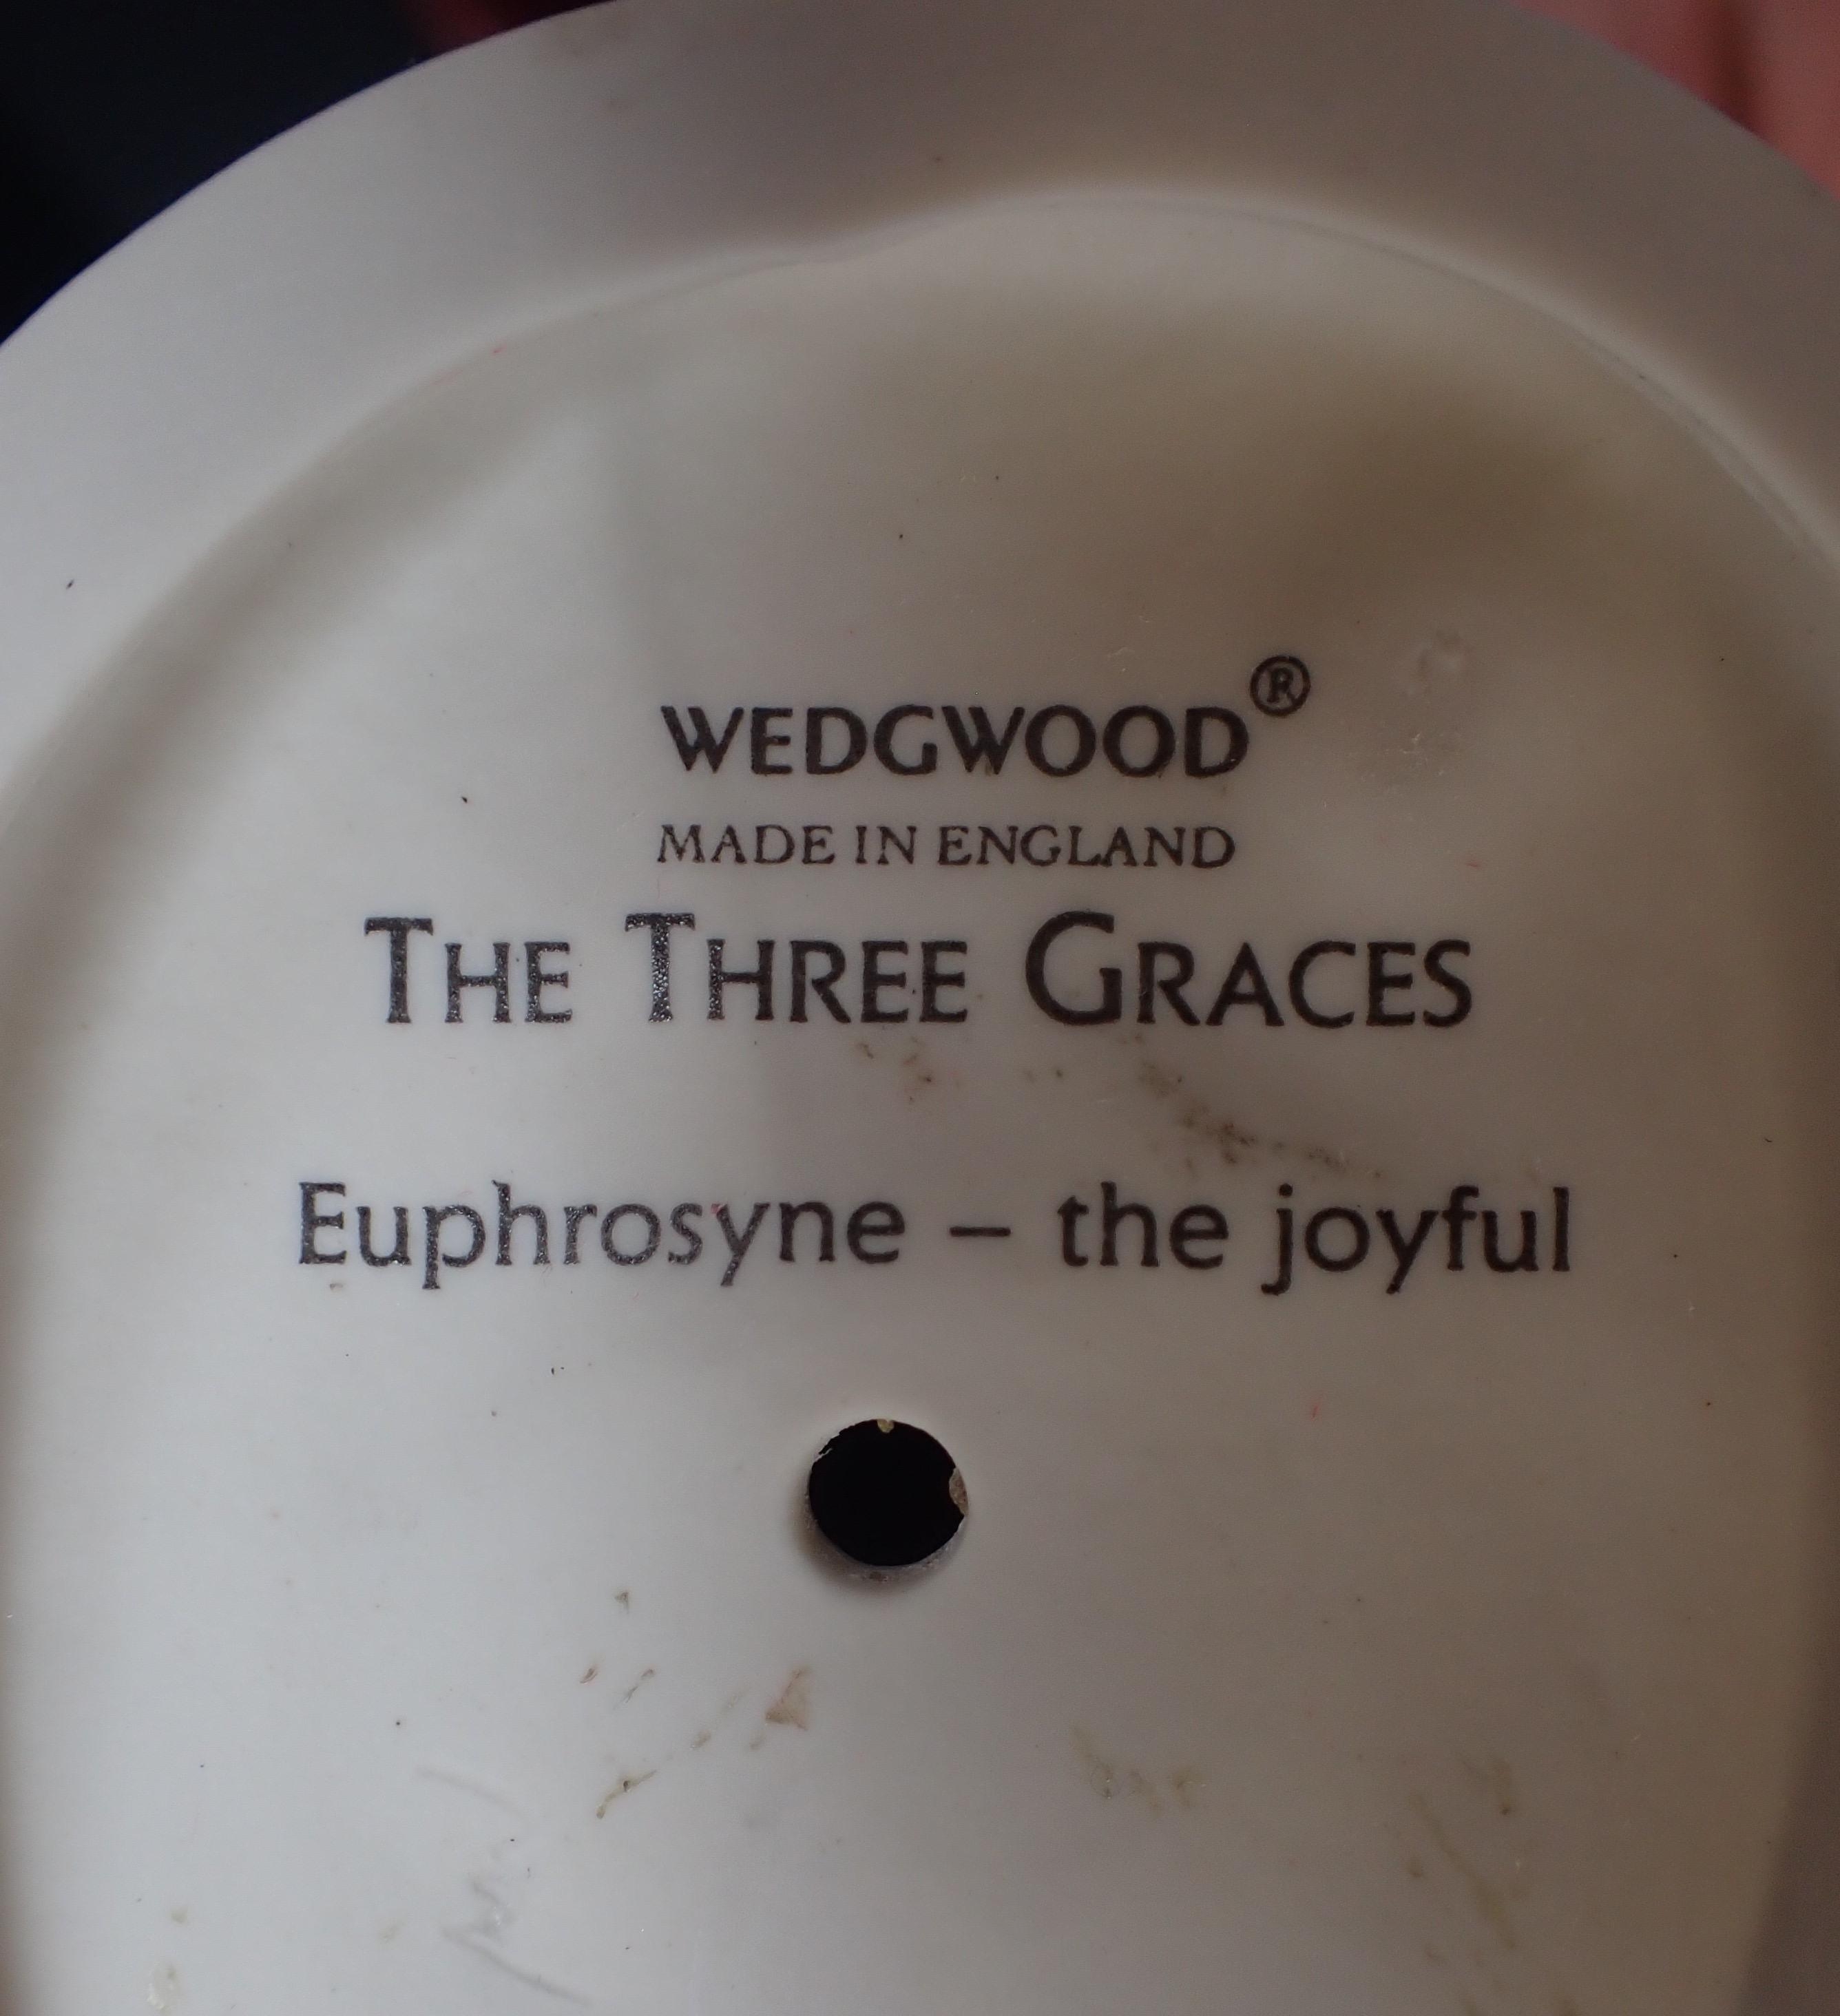 WEDGWOOD®
MADE IN ENGLAND
THE THREE GRACES
Euphrosyne – the joyful